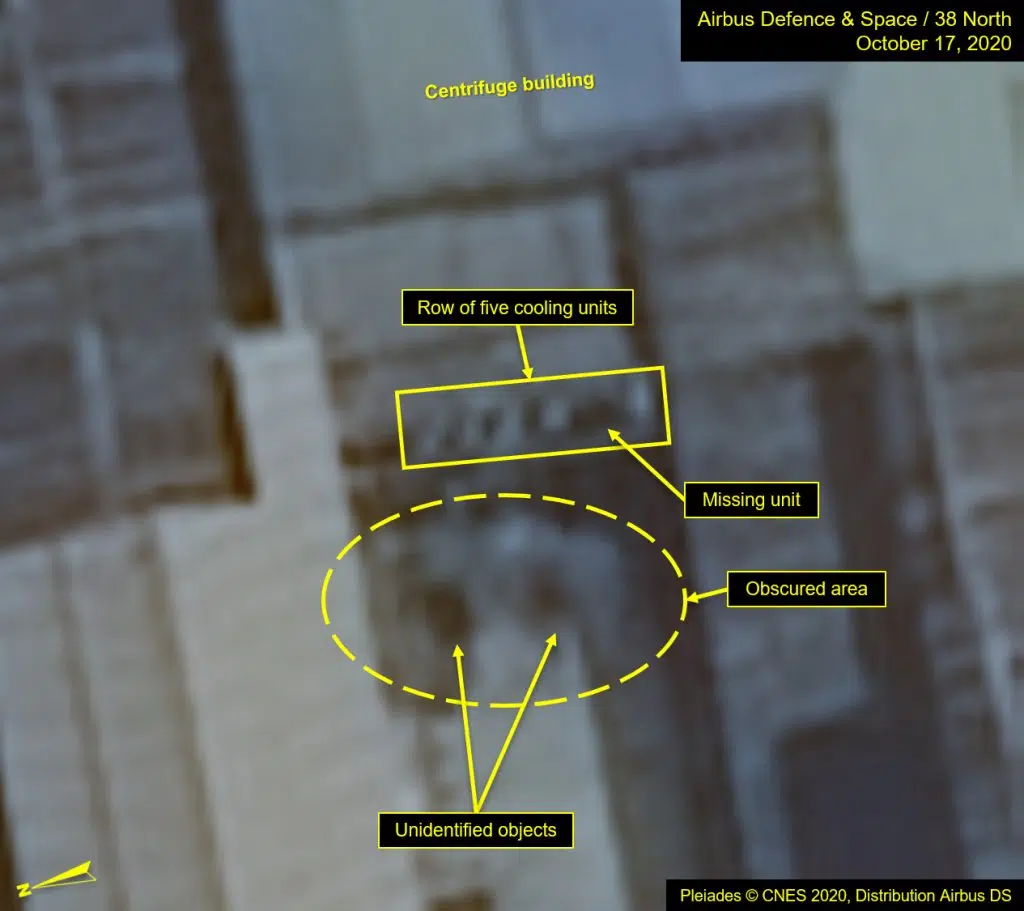 Airbus Defence & Space / 38 North
October 17, 2020
Centrifuge building
Row of five cooling units
Missing unit
Obscured area
Unidentified objects
N
Pleiades © CNES 2020, Distribution Airbus DS